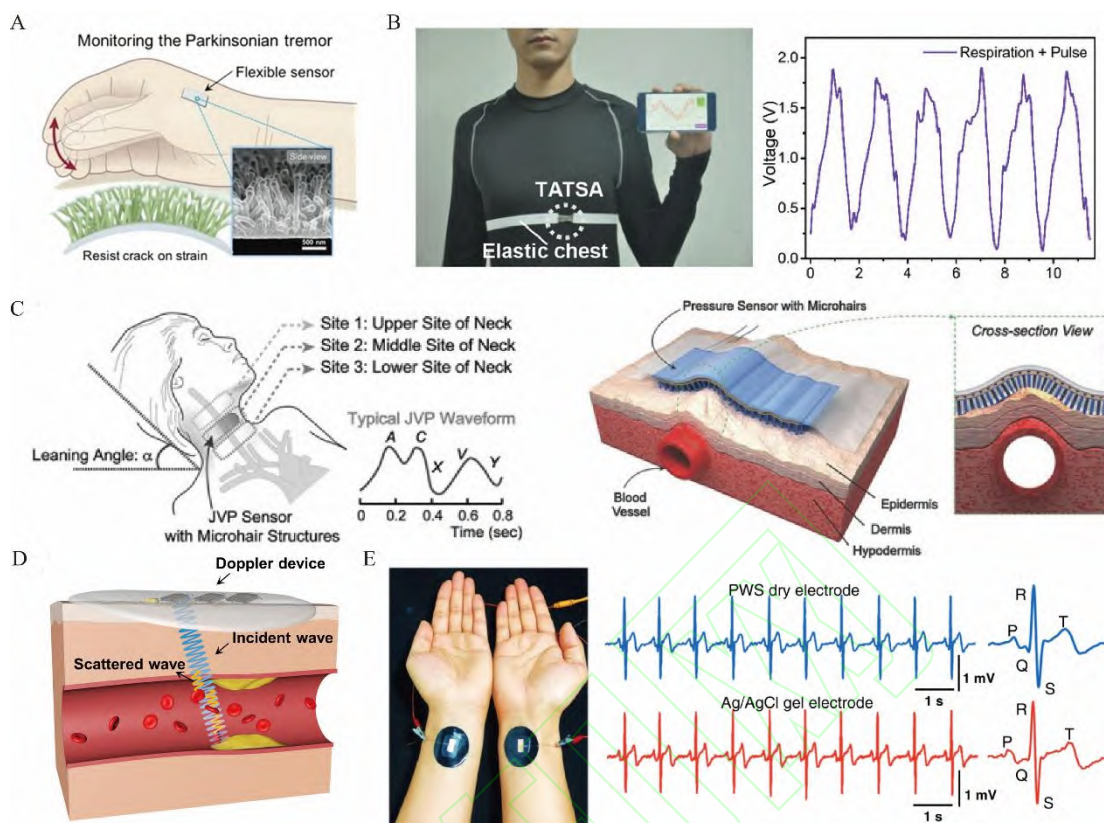 A
Monitoring the Parkinsonian tremor
Flexible sensor
Side-view
500 nm
Resist crack on strain
B
TATSA
Elastic chest
Respiration + Pulse
Voltage (V)
2.0
1.5
1.0
0.5
0.0
0 2 4 6 8 10
C
Site 1: Upper Site of Neck
Site 2: Middle Site of Neck
Site 3: Lower Site of Neck
Leaning Angle: α
JVP Sensor
with Microhair Structures
Typical JVP Waveform
A C X V Y
0 0.2 0.4 0.6 0.8
Time (sec)
Pressure Sensor with Microhairs
Blood
Vessel
Epidermis
Dermis
Hypodermis
Cross-section View
D
Doppler device
Incident wave
Scattered wave
E
PWS dry electrode
1 mV
1 s
R
P
T
Q
S
Ag/AgCl gel electrode
1 mV
1 s
R
P
T
Q
S